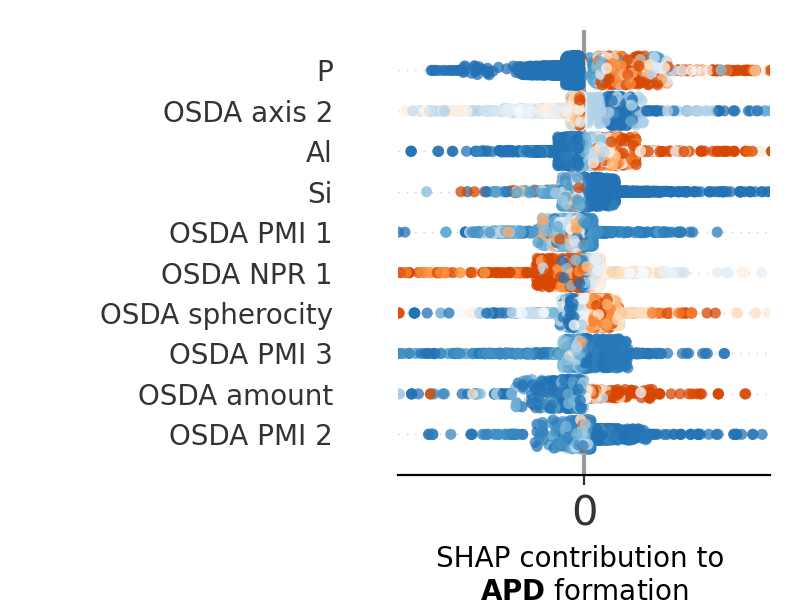 P
OSDA axis 2
Al
Si
OSDA PMI 1
OSDA NPR 1
OSDA spherocity
OSDA PMI 3
OSDA amount
OSDA PMI 2
0
SHAP contribution to
APD formation